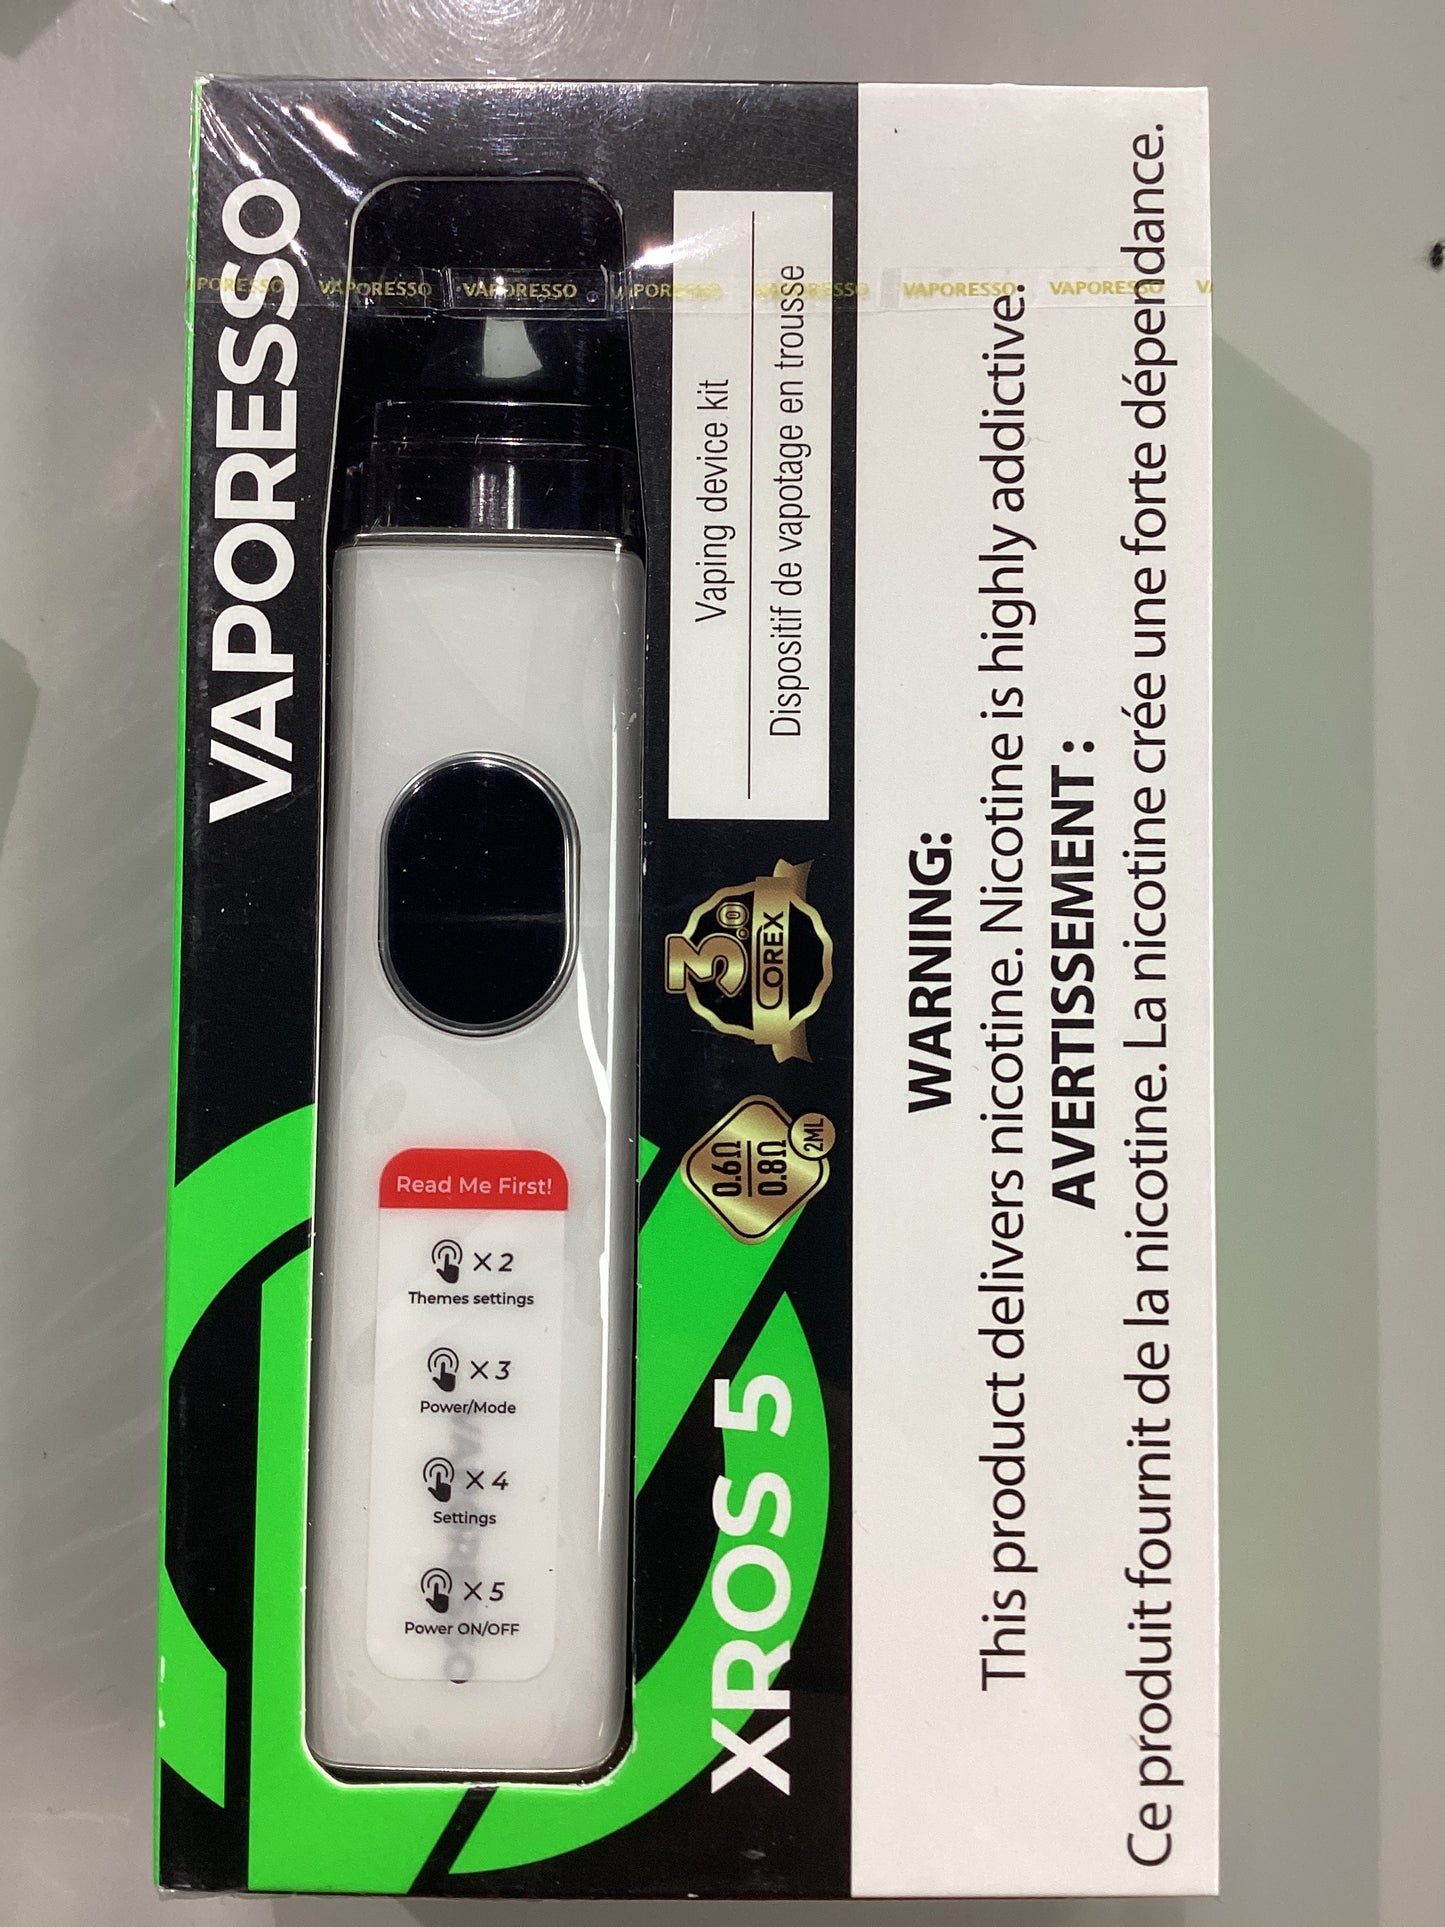 VAPORESSO
PORESSO VAPORESSO VAPORESSO VAPORESSO VAPORESSO VAPORESSO VAPORESSO VA
Vaping device kit
Dispositif de vapotage en trousse
3.0
COREX
0.6Ω
0.8Ω
2ML
XROS 5
Read Me First!
X 2
Themes settings
X 3
Power/Mode
X 4
Settings
X 5
Power ON/OFF
WARNING:
This product delivers nicotine. Nicotine is highly addictive.
AVERTISSEMENT :
Ce produit fournit de la nicotine. La nicotine crée une forte dépendance.